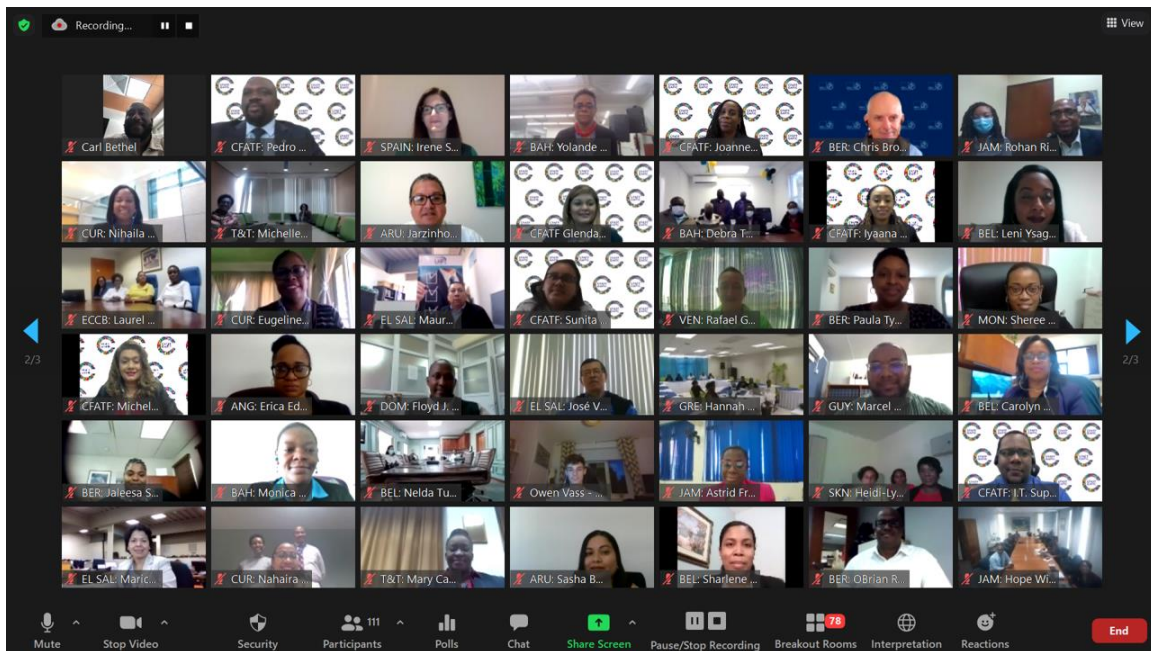 Recording...
View
Carl Bethel
CFATF: Pedro ...
SPAIN: Irene S...
BAH: Yolande ...
CFATF: Joanne...
BER: Chris Bro...
JAM: Rohan Ri...
CUR: Nihaila ...
T&T: Michelle...
ARU: Jarzinho...
CFATF Glenda...
BAH: Debra T...
CFATF: Iyaana ...
BEL: Leni Ysag...
ECCB: Laurel ...
CUR: Eugeline...
EL SAL: Maur...
CFATF: Sunita ...
VEN: Rafael G...
BER: Paula Ty...
MON: Sheree ...
2/3
2/3
CFATF: Michel...
ANG: Erica Ed...
DOM: Floyd J. ...
EL SAL: José V...
GRE: Hannah ...
GUY: Marcel ...
BEL: Carolyn ...
BER: Jaleesa S...
BAH: Monica ...
BEL: Nelda Tu...
Owen Vass - ...
JAM: Astrid Fr...
SKN: Heidi-Ly...
CFATF: I.T. Sup...
EL SAL: Maric...
CUR: Nahaira ...
T&T: Mary Ca...
ARU: Sasha B...
BEL: Sharlene ...
BER: OBrian R...
JAM: Hope Wi...
111
78
Mute
Stop Video
Security
Participants
Polls
Chat
Share Screen
Pause/Stop Recording
Breakout Rooms
Interpretation
Reactions
End